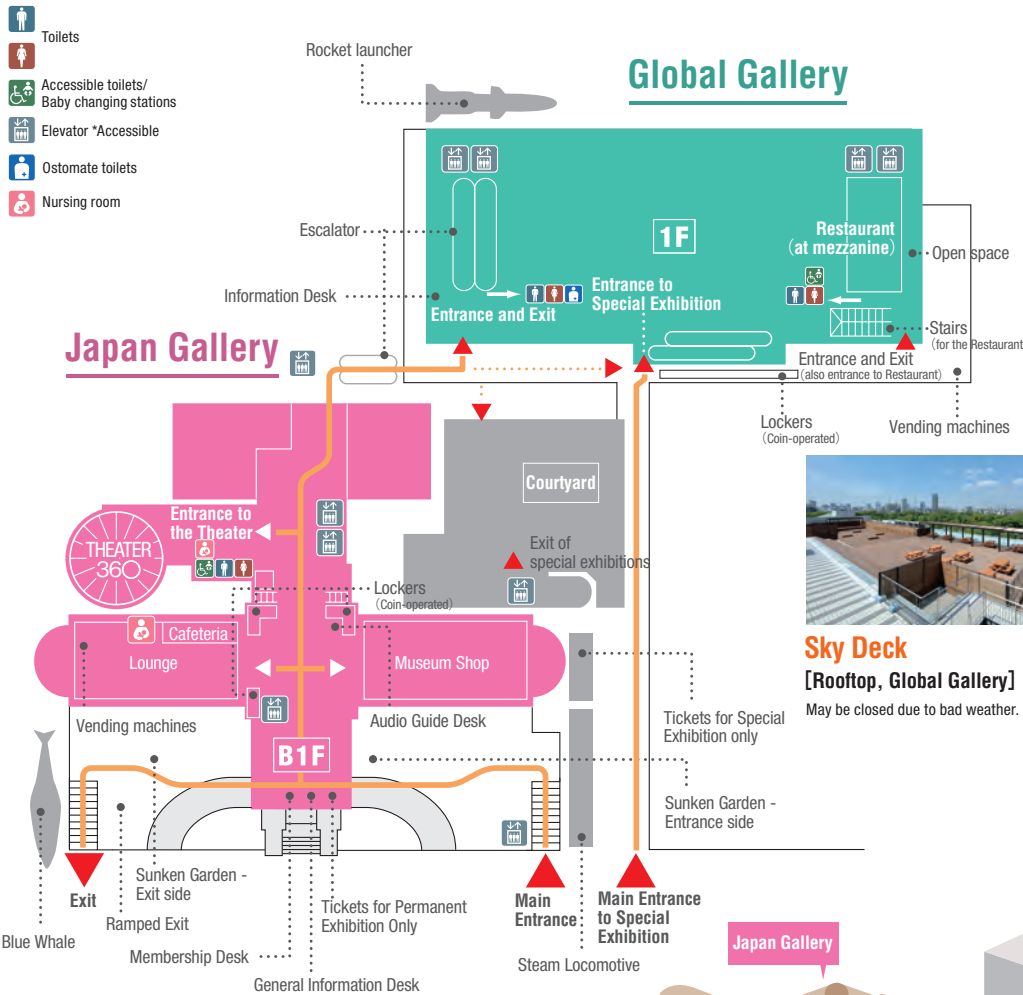 Toilets
Accessible toilets/
Baby changing stations
Elevator *Accessible
Ostomate toilets
Nursing room
Rocket launcher
Global Gallery
Escalator
1F
Restaurant
(at mezzanine)
Open space
Information Desk
Entrance and Exit
Entrance to
Special Exhibition
Stairs
(for the Restaurant
Entrance and Exit
(also entrance to Restaurant)
Lockers
(Coin-operated)
Vending machines
Japan Gallery
Courtyard
Entrance to
the Theater
THEATER
360
Exit of
special exhibitions
Lockers
(Coin-operated)
Cafeteria
Lounge
Museum Shop
Vending machines
Audio Guide Desk
Tickets for Special
Exhibition only
B1F
Sunken Garden -
Entrance side
Sky Deck
[Rooftop, Global Gallery]
May be closed due to bad weather.
Exit
Sunken Garden -
Exit side
Ramped Exit
Blue Whale
Membership Desk
General Information Desk
Tickets for Permanent
Exhibition Only
Main
Entrance
Main Entrance
to Special
Exhibition
Steam Locomotive
Japan Gallery